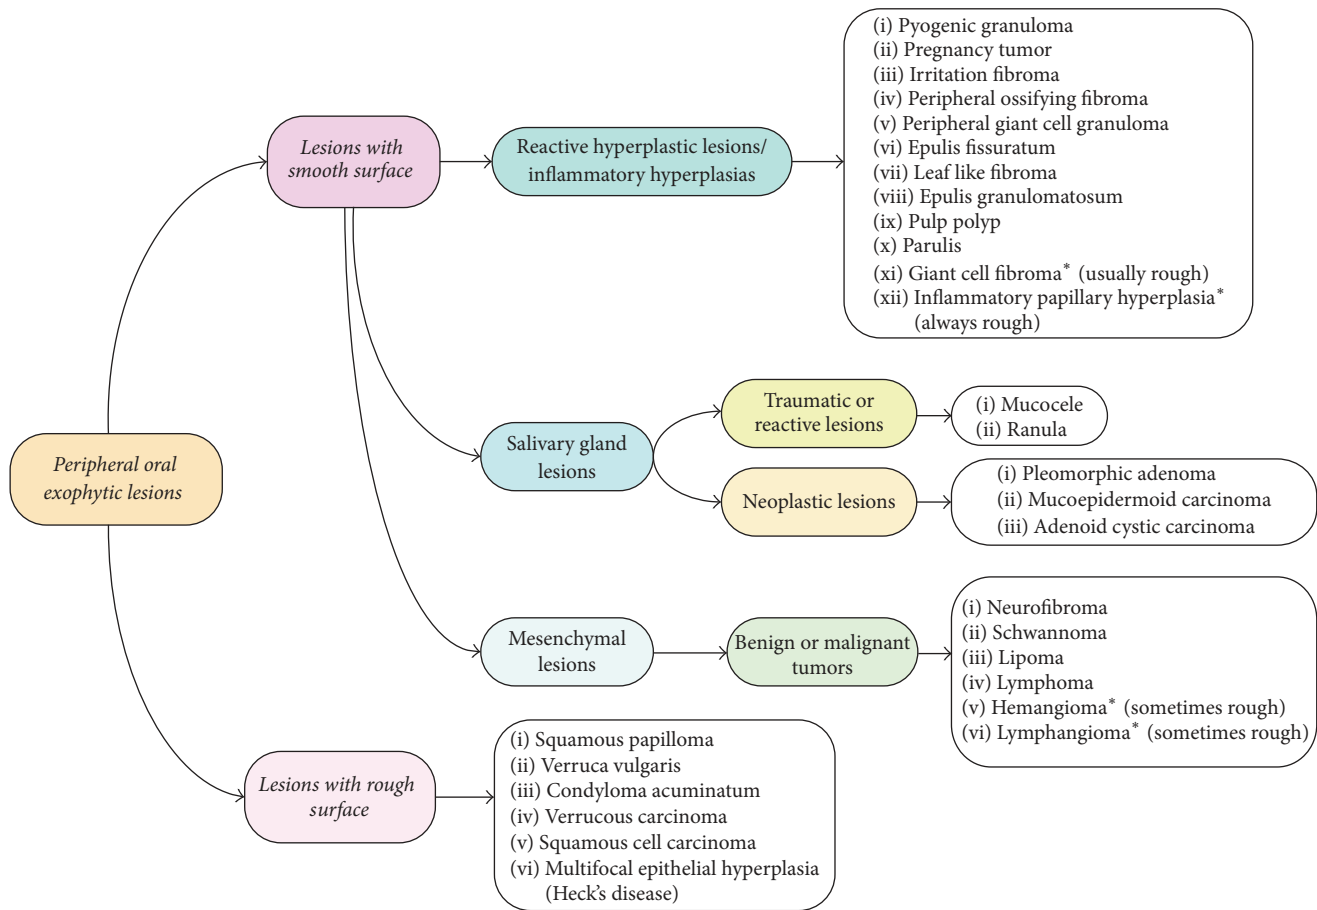 Peripheral oral
exophytic lesions
Lesions with
smooth surface
Reactive hyperplastic lesions/
inflammatory hyperplasias
(i) Pyogenic granuloma
(ii) Pregnancy tumor
(iii) Irritation fibroma
(iv) Peripheral ossifying fibroma
(v) Peripheral giant cell granuloma
(vi) Epulis fissuratum
(vii) Leaf like fibroma
(viii) Epulis granulomatosum
(ix) Pulp polyp
(x) Parulis
(xi) Giant cell fibroma* (usually rough)
(xii) Inflammatory papillary hyperplasia*
(always rough)
Salivary gland
lesions
Traumatic or
reactive lesions
(i) Mucocele
(ii) Ranula
Neoplastic lesions
(i) Pleomorphic adenoma
(ii) Mucoepidermoid carcinoma
(iii) Adenoid cystic carcinoma
Mesenchymal
lesions
Benign or malignant
tumors
(i) Neurofibroma
(ii) Schwannoma
(iii) Lipoma
(iv) Lymphoma
(v) Hemangioma* (sometimes rough)
(vi) Lymphangioma* (sometimes rough)
Lesions with rough
surface
(i) Squamous papilloma
(ii) Verruca vulgaris
(iii) Condyloma acuminatum
(iv) Verrucous carcinoma
(v) Squamous cell carcinoma
(vi) Multifocal epithelial hyperplasia
(Heck's disease)